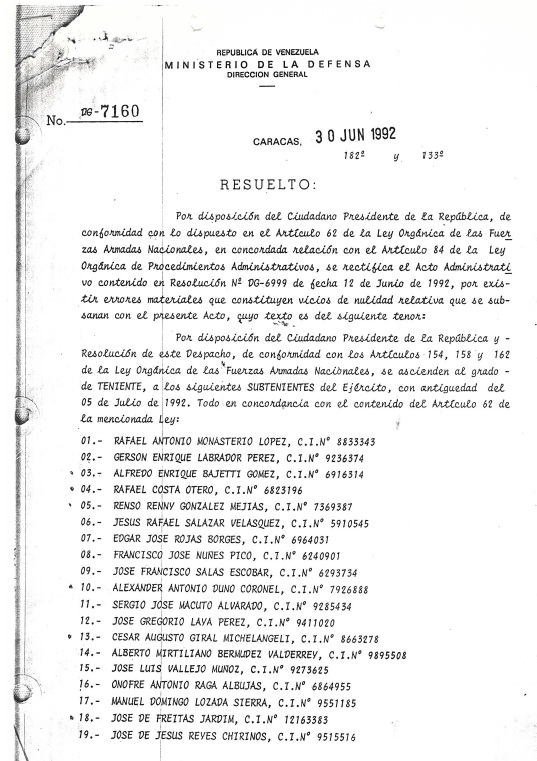 REPUBLICA DE VENEZUELA
MINISTERIO DE LA DEFENSA
DIRECCION GENERAL
No. DG-7160
CARACAS, 30 JUN 1992
182º y 133º
RESUELTO:
Por disposición del Ciudadano Presidente de la República, de
conformidad con lo dispuesto en el Artículo 62 de la Ley Orgánica de las Fuer
zas Armadas Nacionales, en concordada relación con el Artículo 84 de la Ley
Orgánica de Procedimientos Administrativos, se rectifica el Acto Administrati
vo contenido en Resolución Nº DG-6999 de fecha 12 de Junio de 1992, por exis-
tir errores materiales que constituyen vicios de nulidad relativa que se sub-
sanan con el presente Acto, cuyo texto es del siguiente tenor:
Por disposición del Ciudadano Presidente de la República y -
Resolución de este Despacho, de conformidad con los Artículos 154, 158 y 162
de la Ley Orgánica de las Fuerzas Armadas Nacionales, se ascienden al grado -
de TENIENTE, a los siguientes SUBTENIENTES del Ejército, con antiguedad del
05 de Julio de 1992. Todo en concordancia con el contenido del Artículo 62 de
la mencionada Ley:
01.- RAFAEL ANTONIO MONASTERIO LOPEZ, C.I.Nº 8833343
02.- GERSON ENRIQUE LABRADOR PEREZ, C.I.Nº 9236374
03.- ALFREDO ENRIQUE BAJETTI GOMEZ, C.I.Nº 6916314
04.- RAFAEL COSTA OTERO, C.I.Nº 6823196
05.- RENSO RENNY GONZALEZ MEJIAS, C.I.Nº 7369387
06.- JESUS RAFAEL SALAZAR VELASQUEZ, C.I.Nº 5910545
07.- EDGAR JOSE ROJAS BORGES, C.I.Nº 6964031
08.- FRANCISCO JOSE NUÑES PICO, C.I.Nº 6240901
09.- JOSE FRANCISCO SALAS ESCOBAR, C.I.Nº 6293734
10.- ALEXANDER ANTONIO DUNO CORONEL, C.I.Nº 7926888
11.- SERGIO JOSE MACUTO ALVARADO, C.I.Nº 9285434
12.- JOSE GREGORIO LAYA PEREZ, C.I.Nº 9411020
13.- CESAR AUGUSTO GIRAL MICHELANGELI, C.I.Nº 8663278
14.- ALBERTO MIRTILIANO BERMUDEZ VALDERREY, C.I.Nº 9895508
15.- JOSE LUIS VALLEJO MUÑOZ, C.I.Nº 9273625
16.- ONOFRE ANTONIO RAGA ALBUJAS, C.I.Nº 6864955
17.- MANUEL DOMINGO LOZADA SIERRA, C.I.Nº 9551185
18.- JOSE DE FREITAS JARDIM, C.I.Nº 12163383
19.- JOSE DE JESUS REYES CHIRINOS, C.I.Nº 9515516